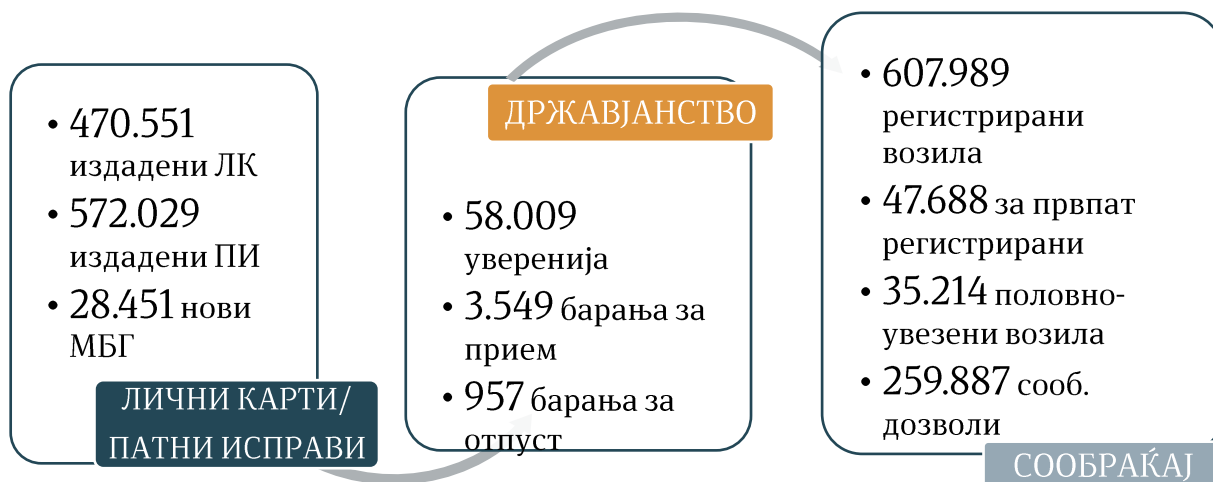 • 470.551
издадени ЛК
• 572.029
издадени ПИ
• 28.451 нови
МБГ
ЛИЧНИ КАРТИ/
ПАТНИ ИСПРАВИ
ДРЖАВЈАНСТВО
• 58.009
уверенија
• 3.549 барања за
прием
• 957 барања за
отпуст
• 607.989
регистрирани
возила
• 47.688 за првпат
регистрирани
• 35.214 половно-
увезени возила
• 259.887 сооб.
дозволи
СООБРАЌАЈ